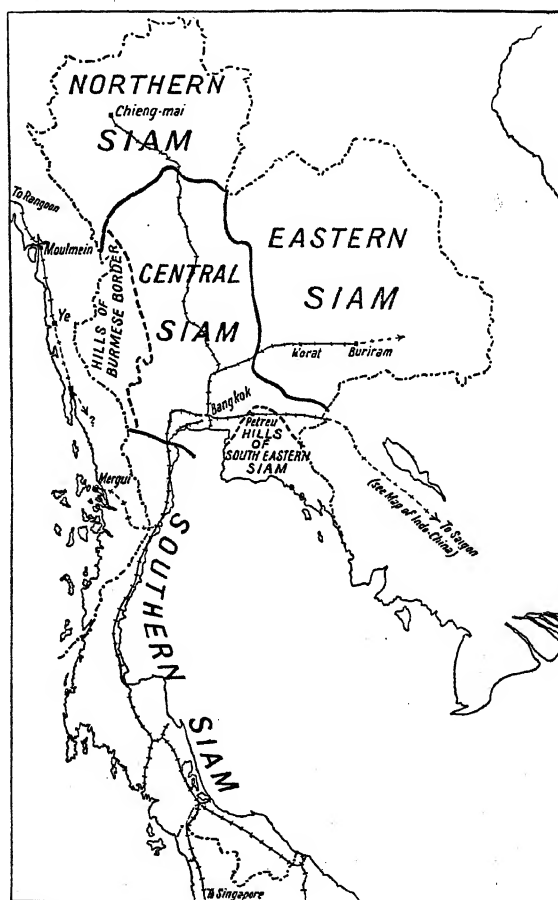 NORTHERN
Chieng-mai
SIAM
To Rangoon
Moulmein
EASTERN
SIAM
CENTRAL
SIAM
HILLS OF
BURMESE BORDER
Ye
?
Korat
Buriram
Bangkok
Petreu
HILLS
OF
SOUTH EASTERN
SIAM
Mergui
To Saigon
(see Map of Indo-China)
SOUTHERN
SIAM
To Singapore